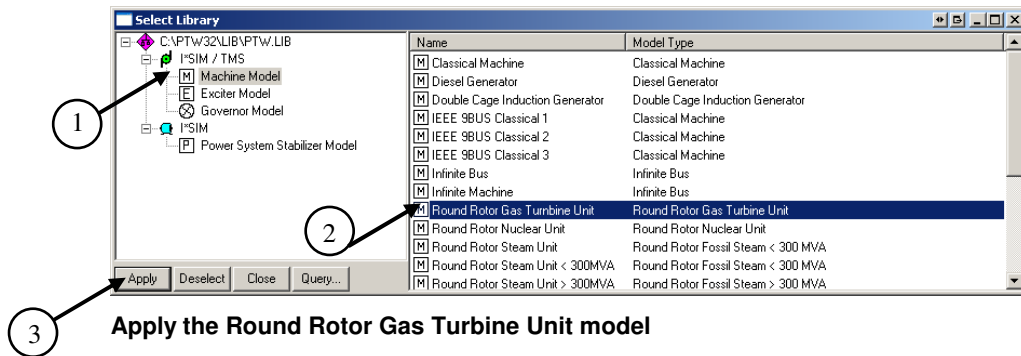 Select Library
C:\PTW32\LIB\PTW.LIB
I*SIM / TMS
Machine Model
Exciter Model
Governor Model
I*SIM
Power System Stabilizer Model
Name Model Type
M Classical Machine Classical Machine
M Diesel Generator Diesel Generator
M Double Cage Induction Generator Double Cage Induction Generator
M IEEE 9BUS Classical 1 Classical Machine
M IEEE 9BUS Classical 2 Classical Machine
M IEEE 9BUS Classical 3 Classical Machine
M Infinite Bus Infinite Bus
M Infinite Machine Infinite Bus
M Round Rotor Gas Turnbine Unit Round Rotor Gas Turbine Unit
M Round Rotor Nuclear Unit Round Rotor Nuclear Unit
M Round Rotor Steam Unit Round Rotor Fossil Steam < 300 MVA
M Round Rotor Steam Unit < 300MVA Round Rotor Fossil Steam < 300 MVA
M Round Rotor Steam Unit > 300MVA Round Rotor Fossil Steam > 300 MVA
Apply Deselect Close Query...
1
2
3
Apply the Round Rotor Gas Turbine Unit model